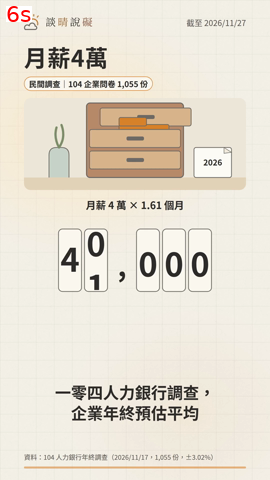 6s
談晴說礙
截至 2026/11/27
月薪4萬
民間調查｜104 企業問卷 1,055 份
2026
月薪 4 萬 × 1.61 個月
40,000
1
一零四人力銀行調查，
企業年終預估平均
資料：104 人力銀行年終調查（2026/11/17，1,055 份，±3.02%）